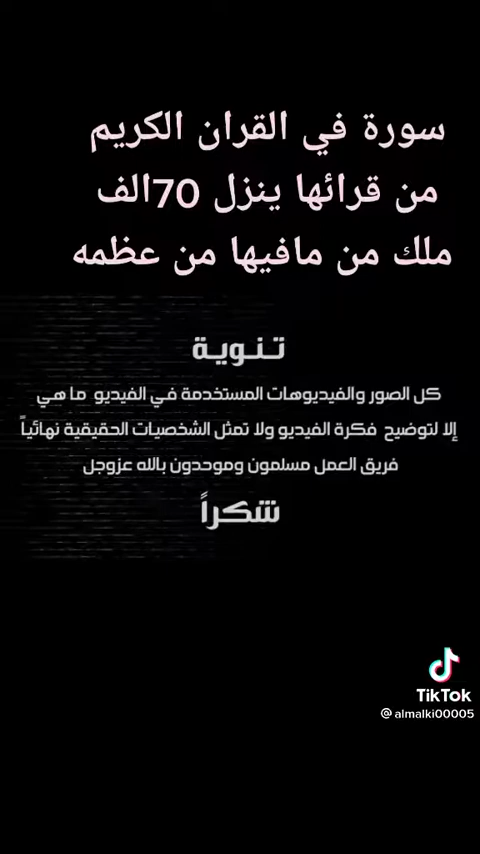 سورة في القران الكريم
من قرائها ينزل 70الف
ملك من مافيها من عظمه
تنوية
كل الصور والفيديوهات المستخدمة في الفيديو ما هي
إلا لتوضيح فكرة الفيديو ولا تمثل الشخصيات الحقيقية نهائياً
فريق العمل مسلمون وموحدون بالله عزوجل
شكراً
TikTok
@almalki00005